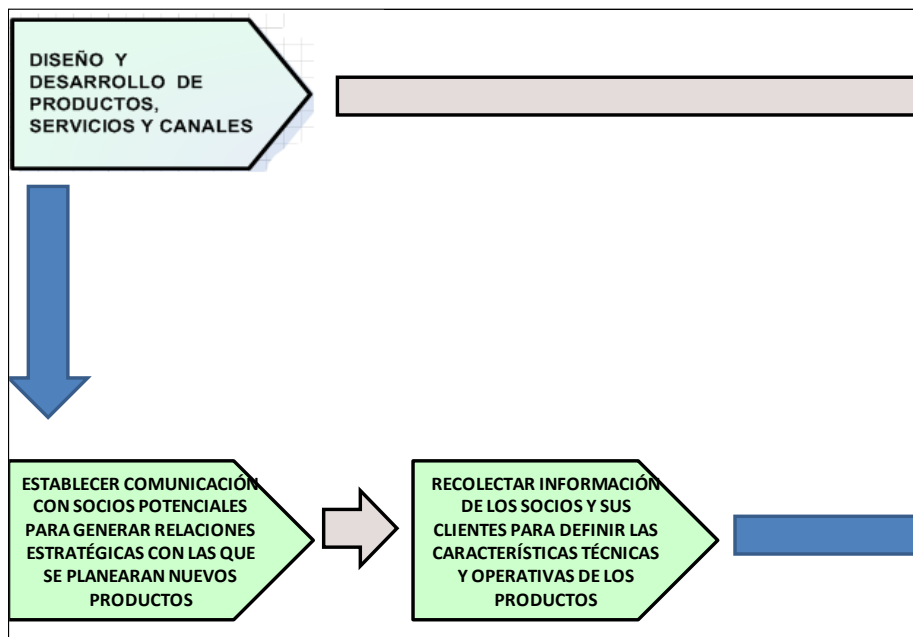 DISEÑO Y
DESARROLLO DE
PRODUCTOS,
SERVICIOS Y CANALES
ESTABLECER COMUNICACIÓN
CON SOCIOS POTENCIALES
PARA GENERAR RELACIONES
ESTRATÉGICAS CON LAS QUE
SE PLANEARAN NUEVOS
PRODUCTOS
RECOLECTAR INFORMACIÓN
DE LOS SOCIOS Y SUS
CLIENTES PARA DEFINIR LAS
CARACTERÍSTÍCAS TÉCNICAS
Y OPERATIVAS DE LOS
PRODUCTOS